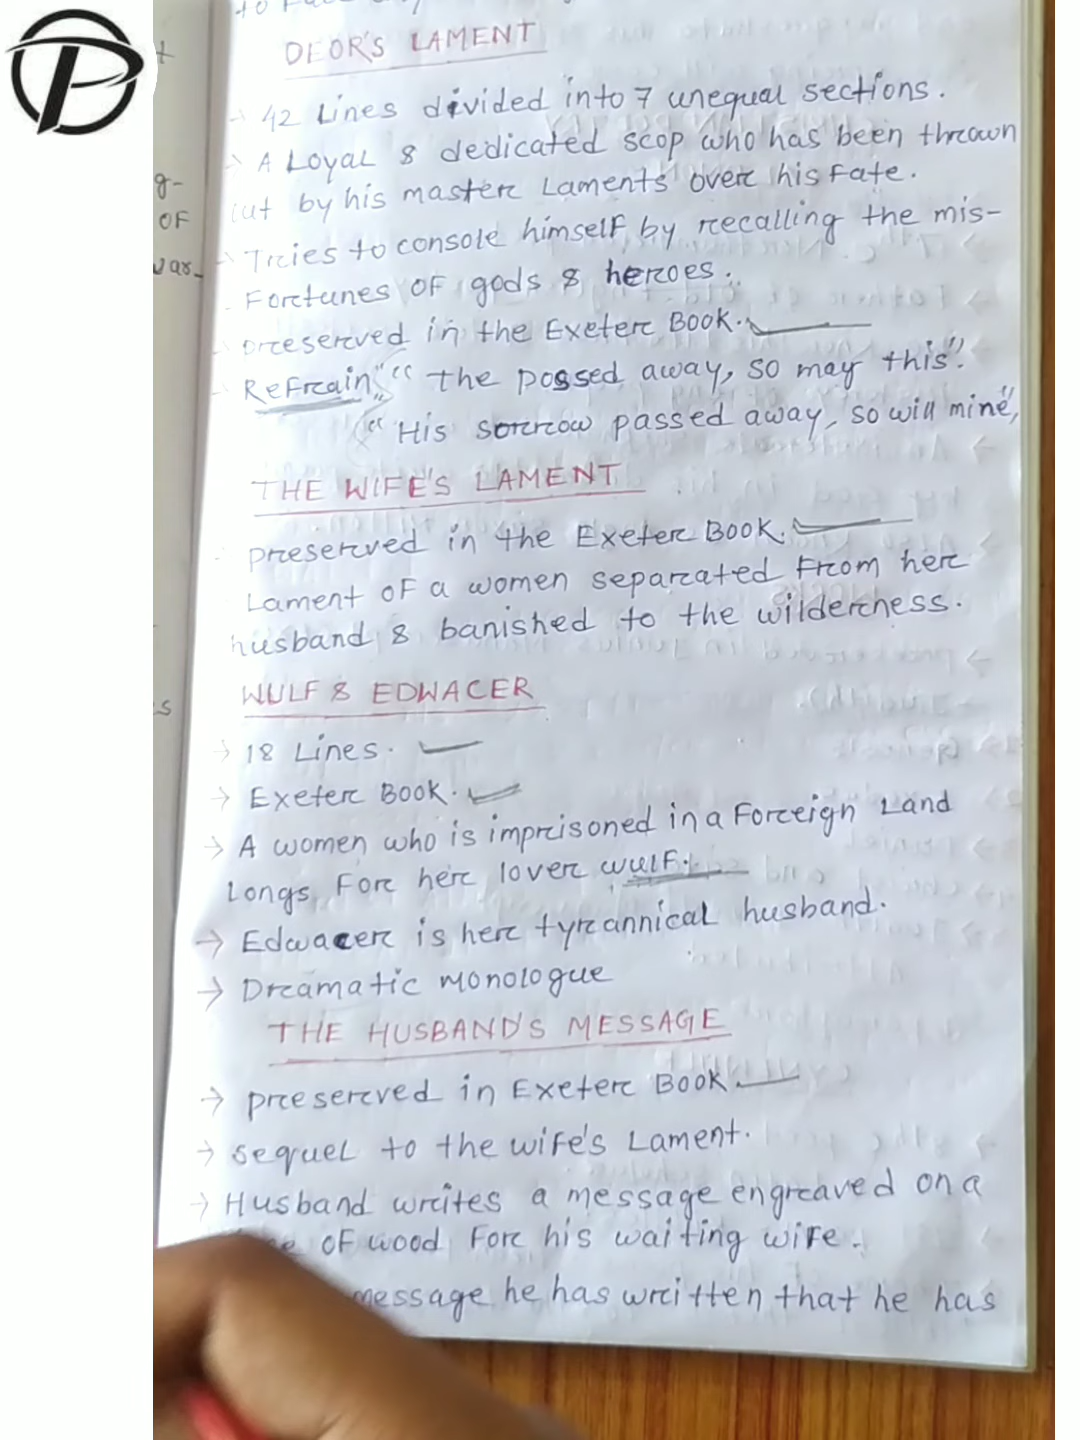 DEOR'S LAMENT
42 Lines divided into 7 unequal sections.
A Loyal & dedicated scop who has been thrown
out by his master Laments over his Fate.
Tries to console himself by recalling the mis-
Fortunes of gods & heroes.
preserved in the Exeter Book.
Refrain "the passed away, so may this".
"His sorrow passed away, so will mine"
THE WIFE'S LAMENT
preserved in the Exeter Book.
Lament of a women separated From her
husband & banished to the wilderness.
WULF & EDWACER
→ 18 Lines.
→ Exeter Book.
→ A women who is imprisoned in a Foreign Land
Longs For her lover wulf.
→ Edwacer is her tyrannical husband.
→ Dramatic monologue
THE HUSBAND'S MESSAGE
→ preserved in Exeter Book.
→ sequel to the wife's Lament.
→ Husband writes a message engreaved on a
of wood For his waiting wife.
message he has written that he has
g-
OF
war-
s